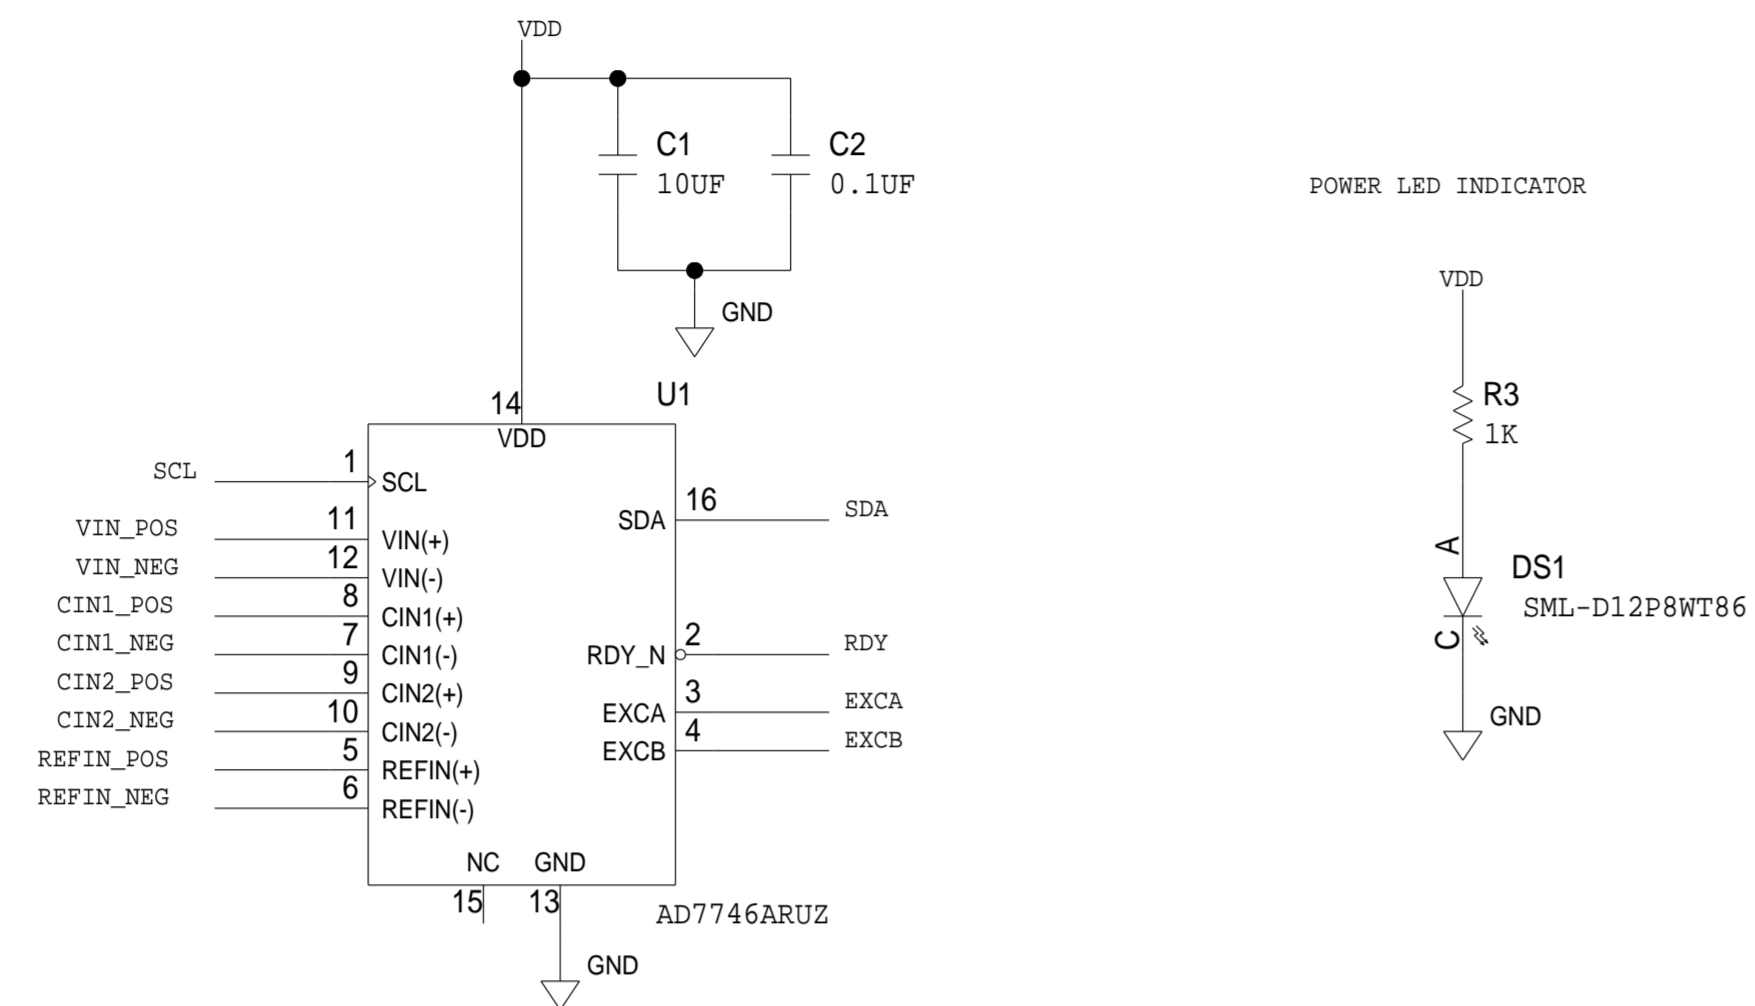 VDD
C1
10UF
C2
0.1UF
GND
U1
14
VDD
SCL
1
SCL
VIN_POS
11
VIN(+)
VIN_NEG
12
VIN(-)
CIN1_POS
8
CIN1(+)
CIN1_NEG
7
CIN1(-)
CIN2_POS
9
CIN2(+)
CIN2_NEG
10
CIN2(-)
REFIN_POS
5
REFIN(+)
REFIN_NEG
6
REFIN(-)
SDA
16
SDA
RDY_N
2
RDY
EXCA
3
EXCA
EXCB
4
EXCB
NC
GND
15
13
AD7746ARUZ
GND
POWER LED INDICATOR
VDD
R3
1K
A
DS1
SML-D12P8WT86
C
GND